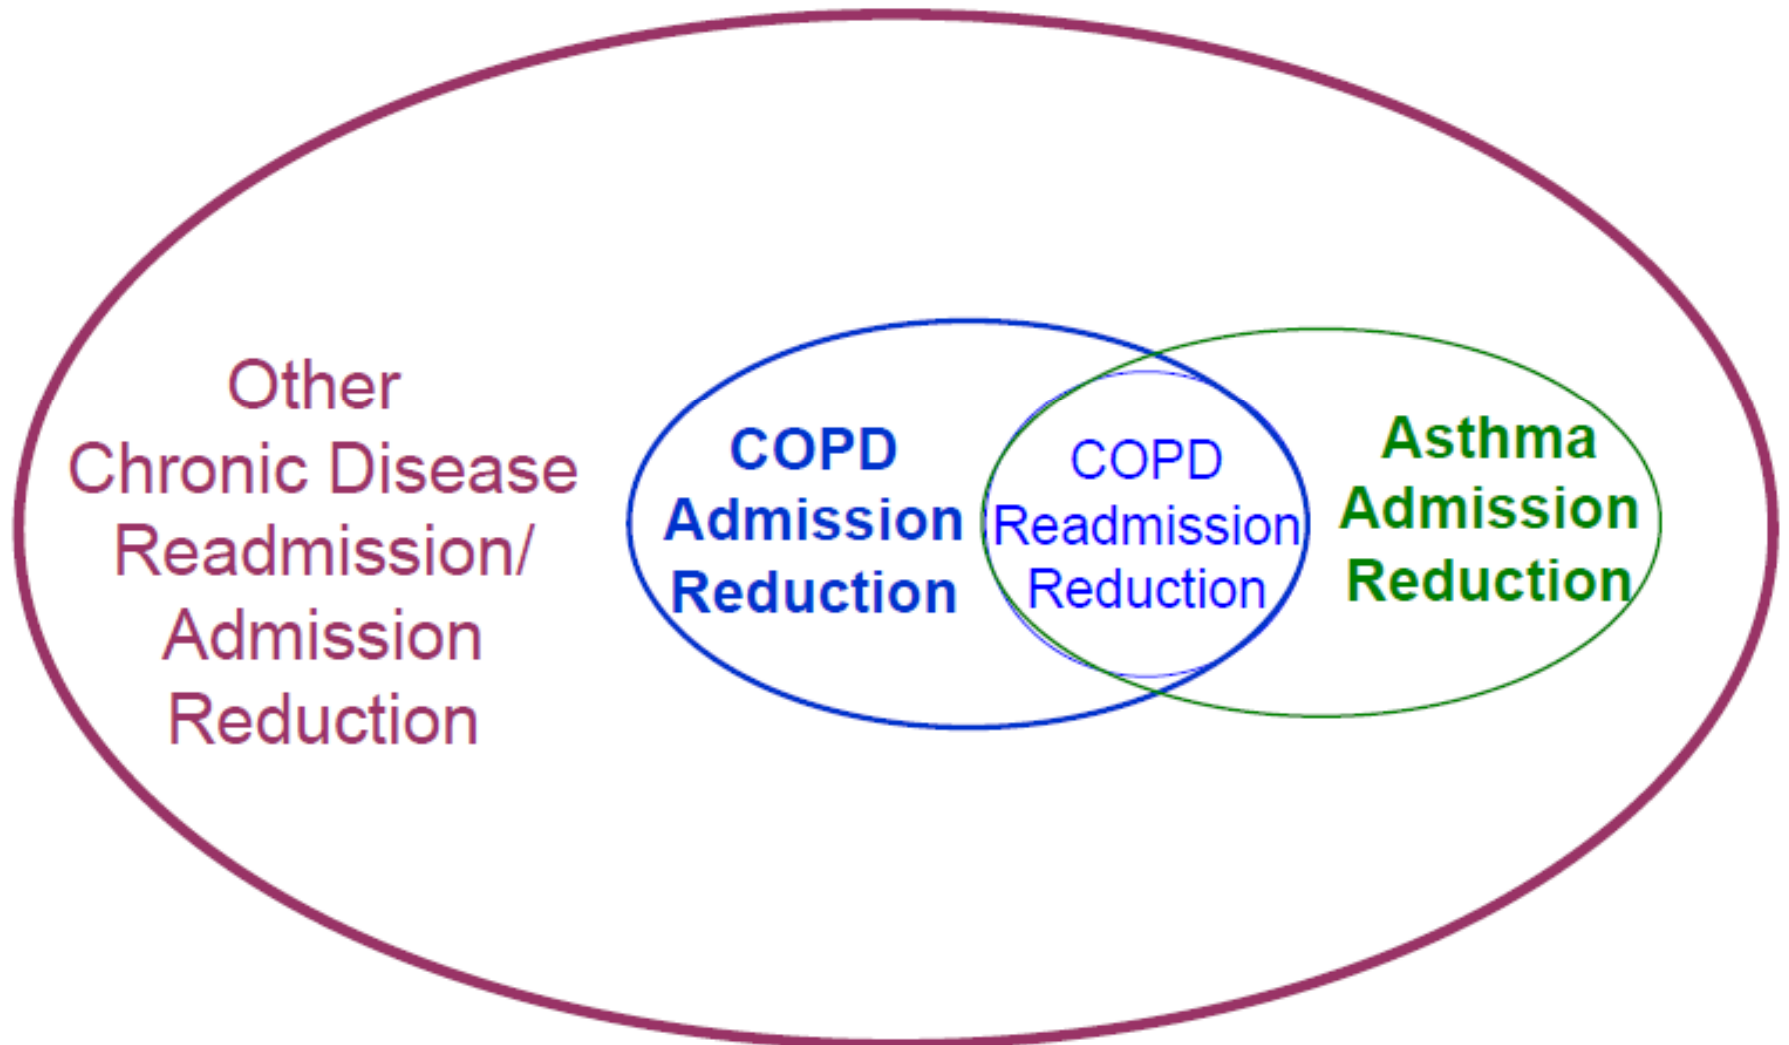 Other
Chronic Disease
Readmission/
Admission
Reduction
COPD
Admission
Reduction
COPD
Readmission
Reduction
Asthma
Admission
Reduction